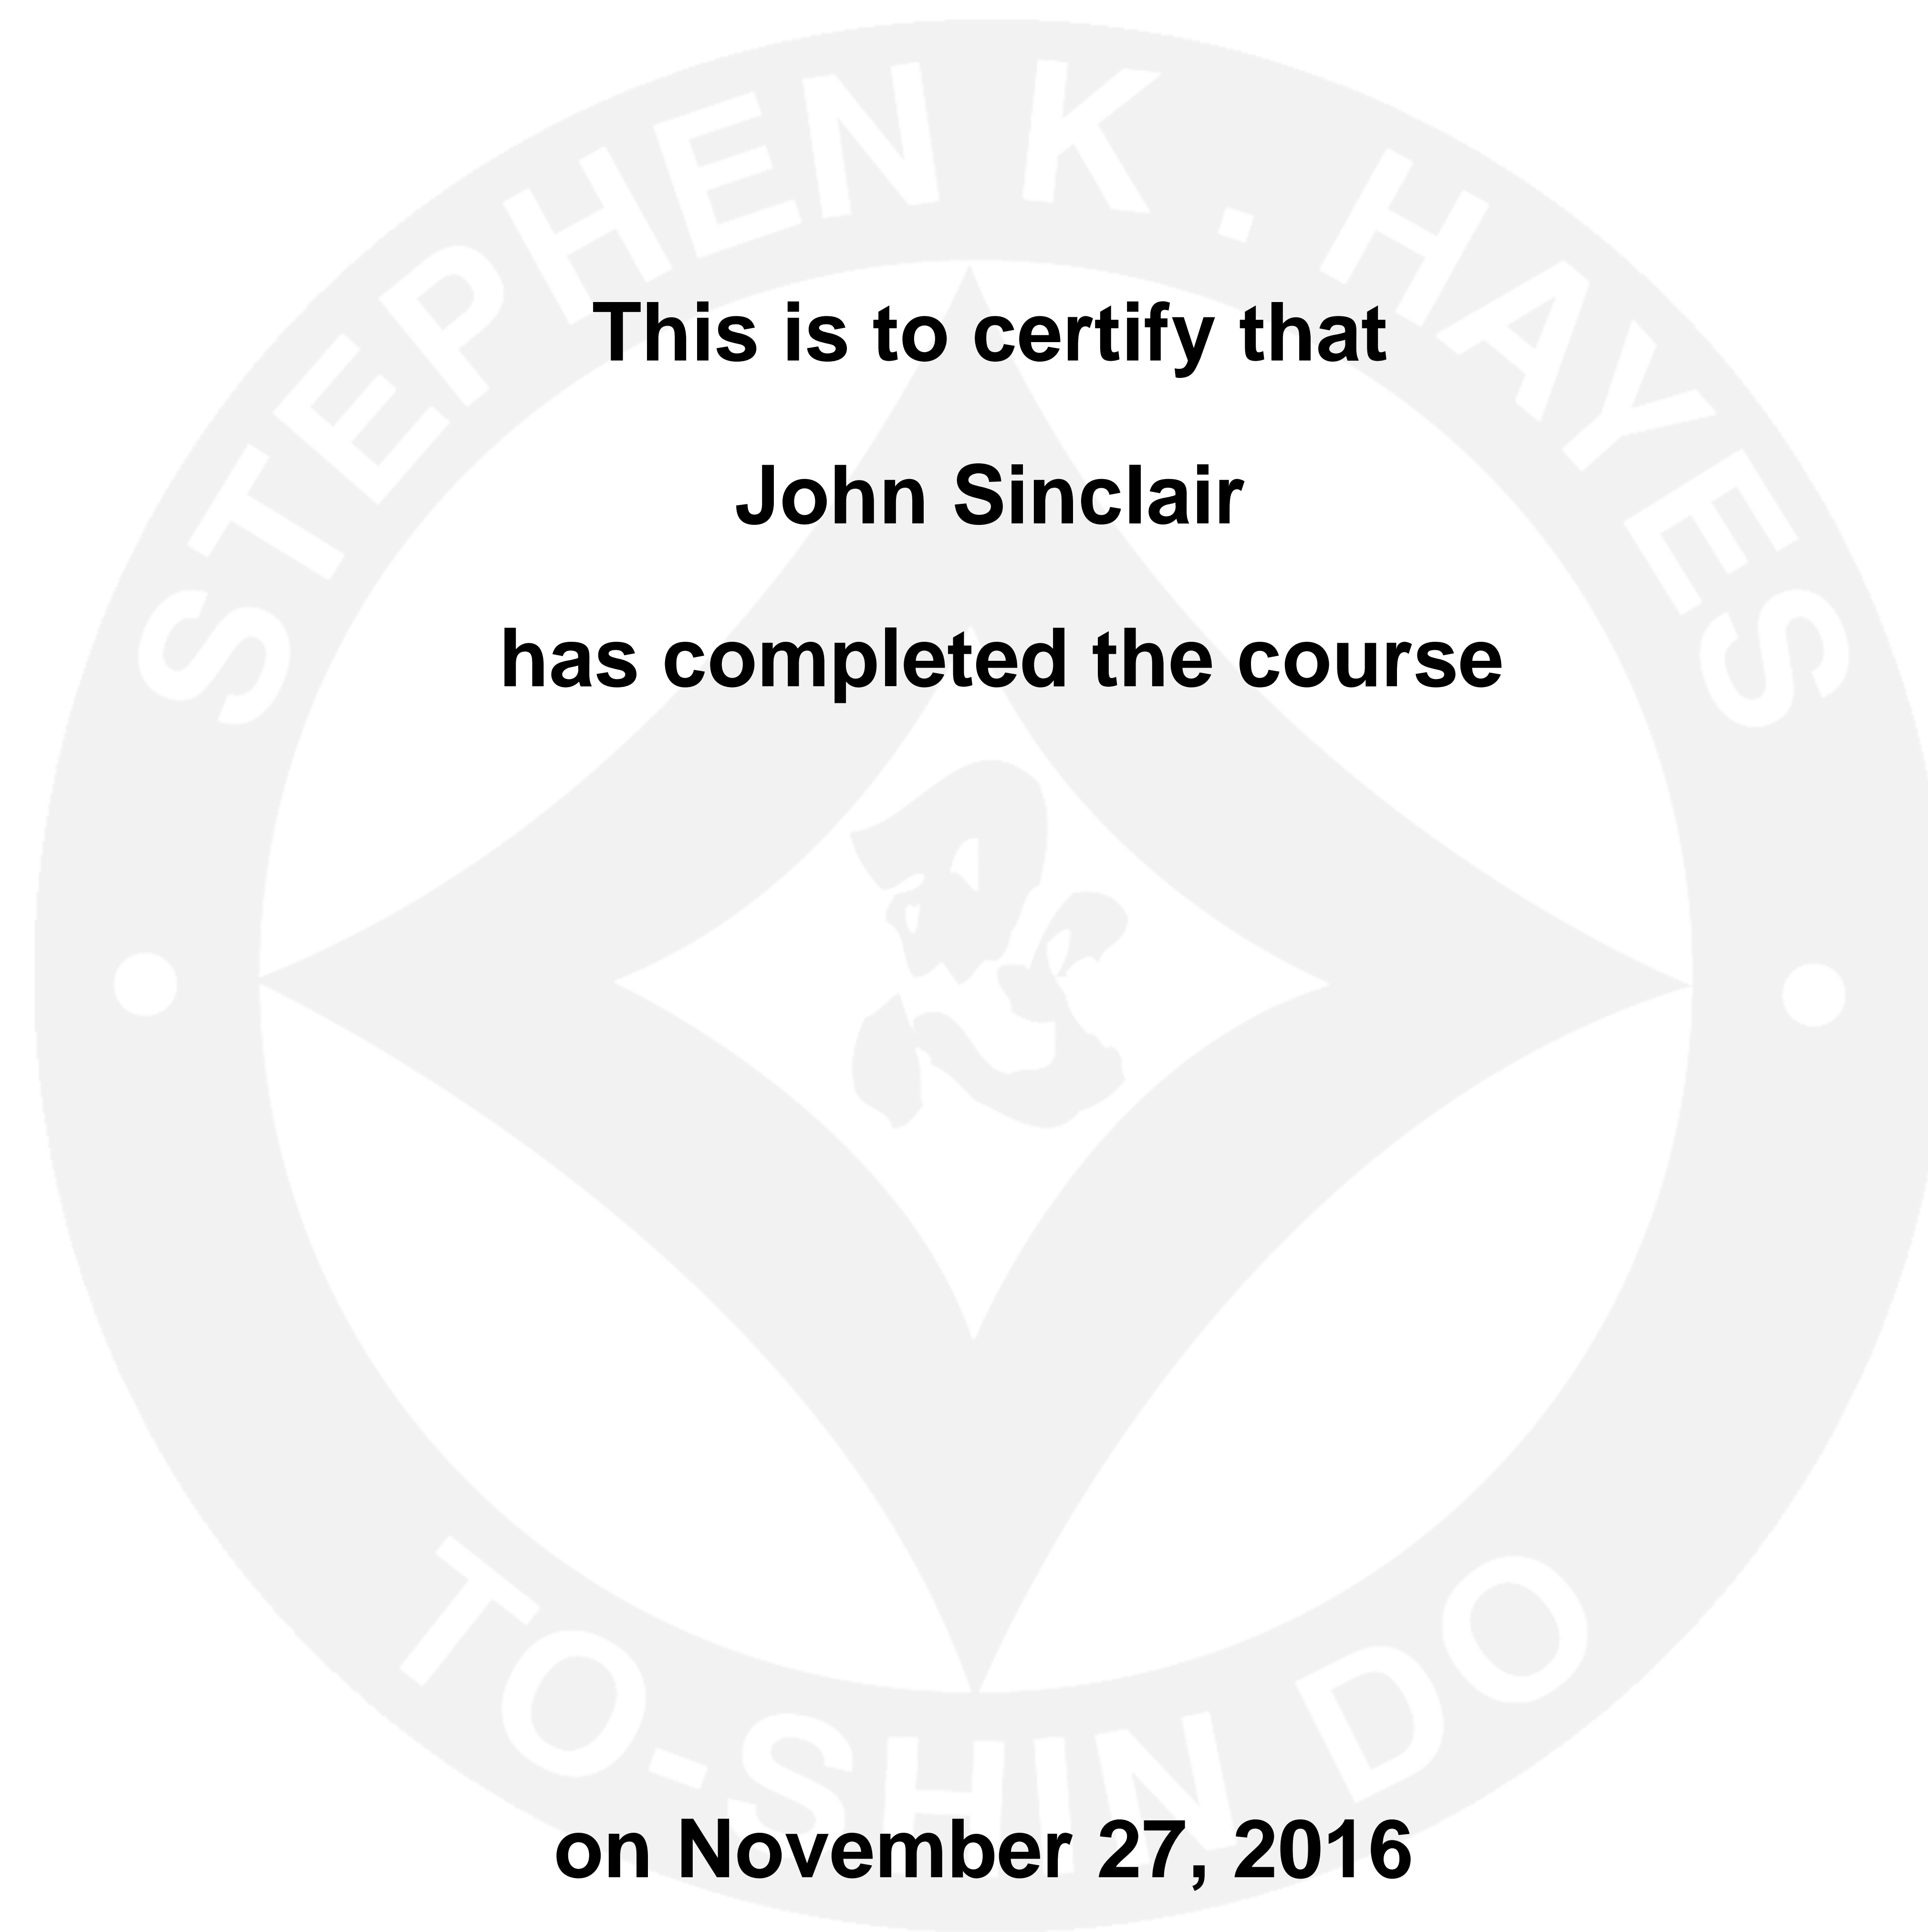 STEPHEN K. HAYES
This is to certify that
John Sinclair
has completed the course
忍
TO-SHIN DO
on November 27, 2016